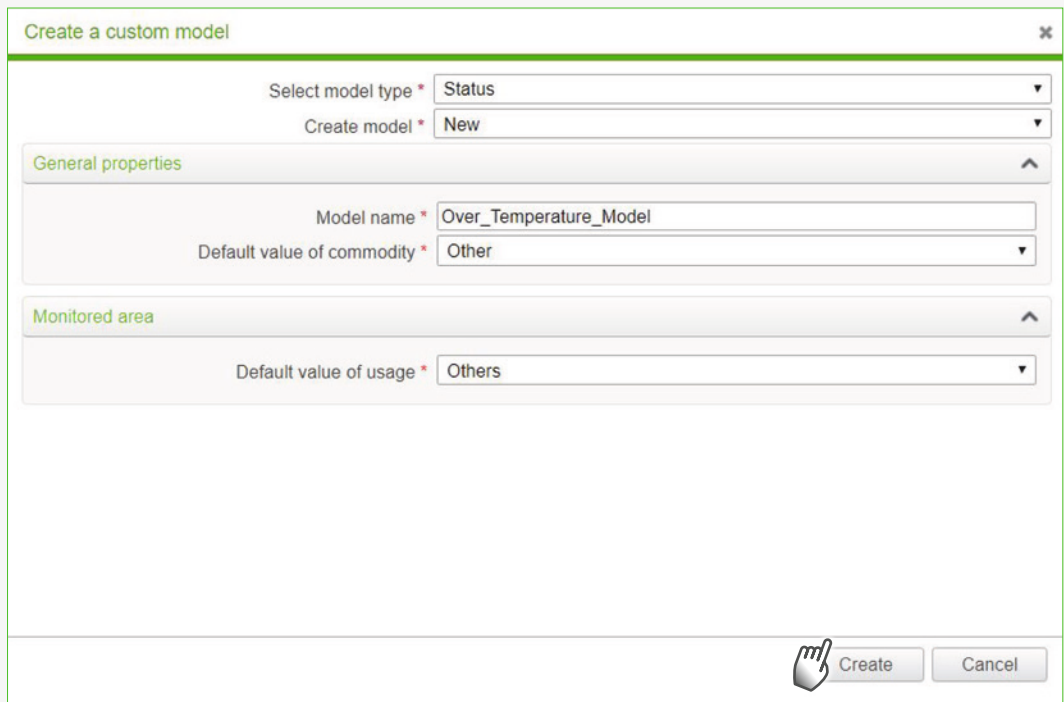 Create a custom model
Select model type * Status
Create model * New
General properties
Model name * Over_Temperature_Model
Default value of commodity * Other
Monitored area
Default value of usage * Others
Create Cancel